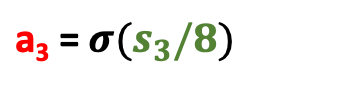 a₃ = σ(s₃/8)